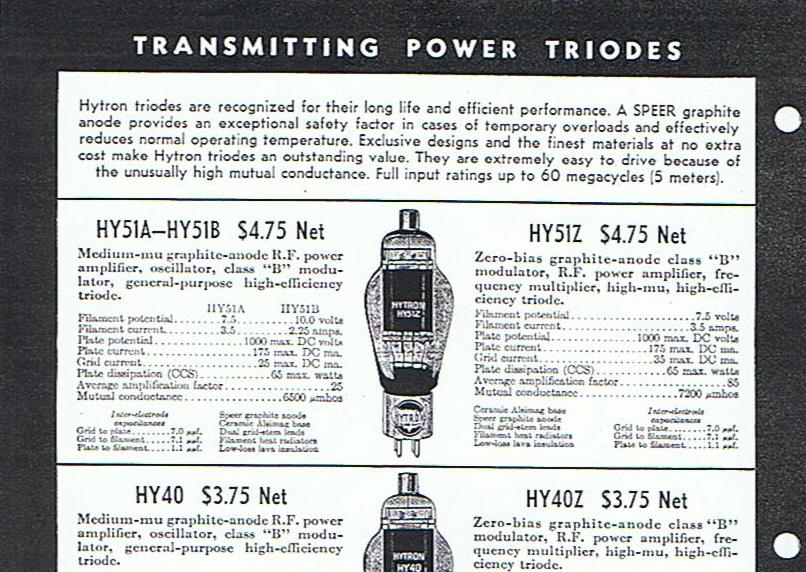 TRANSMITTING POWER TRIODES
Hytron triodes are recognized for their long life and efficient performance. A SPEER graphite
anode provides an exceptional safety factor in cases of temporary overloads and effectively
reduces normal operating temperature. Exclusive designs and the finest materials at no extra
cost make Hytron triodes an outstanding value. They are extremely easy to drive because of
the unusually high mutual conductance. Full input ratings up to 60 megacycles (5 meters).
HY51A—HY51B $4.75 Net
Medium-mu graphite-anode R.F. power
amplifier, oscillator, class “B” modu-
lator, general-purpose high-efficiency
triode.
HY51A HY51B
Filament potential........7.5..........10.0 volts
Filament current..........3.5..........2.25 amps.
Plate potential..............1000 max. DC volts
Plate current..................175 max. DC ma.
Grid current....................25 max. DC ma.
Plate dissipation (CCS)............65 max. watts
Average amplification factor...................25
Mutual conductance..................6500 µmhos
Inter-electrode
capacitances
Grid to plate......7.0 µµf.
Grid to filament....7.1 µµf.
Plate to filament....1.1 µµf.
Speer graphite anode
Ceramic Alsimag base
Dual grid-stem leads
Filament heat radiators
Low-loss lava insulation
HYTRON
HY51Z
HYTRON
HY51Z $4.75 Net
Zero-bias graphite-anode class “B”
modulator, R.F. power amplifier, fre-
quency multiplier, high-mu, high-effi-
ciency triode.
Filament potential......................7.5 volts
Filament current........................3.5 amps.
Plate potential................1000 max. DC volts
Plate current..................175 max. DC ma.
Grid current....................35 max. DC ma.
Plate dissipation (CCS)............65 max. watts
Average amplification factor...................85
Mutual conductance..................7200 µmhos
Ceramic Alsimag base
Speer graphite anode
Dual grid-stem leads
Filament heat radiators
Low-loss lava insulation
Inter-electrode
capacitances
Grid to plate......7.0 µµf.
Grid to filament....7.1 µµf.
Plate to filament....1.1 µµf.
HY40 $3.75 Net
Medium-mu graphite-anode R.F. power
amplifier, oscillator, class “B” modu-
lator, general-purpose high-efficiency
triode.
HYTRON
HY40
HY40Z $3.75 Net
Zero-bias graphite-anode class “B”
modulator, R.F. power amplifier, fre-
quency multiplier, high-mu, high-effi-
ciency triode.